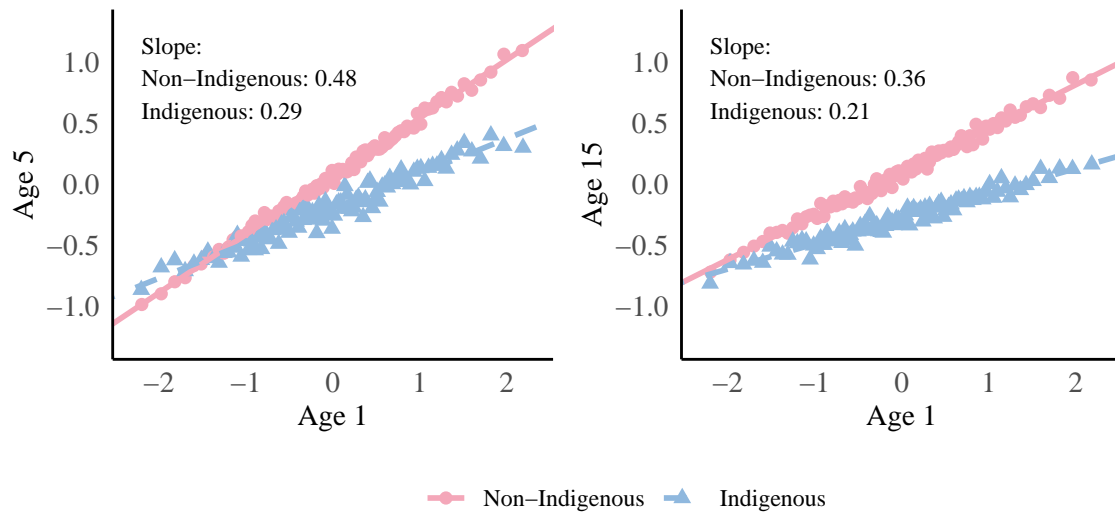 Slope:
Non−Indigenous: 0.48
Indigenous: 0.29
1.0
0.5
0.0
−0.5
−1.0
Age 5
−2
−1
0
1
2
Age 1
Slope:
Non−Indigenous: 0.36
Indigenous: 0.21
1.0
0.5
0.0
−0.5
−1.0
Age 15
−2
−1
0
1
2
Age 1
Non−Indigenous
Indigenous